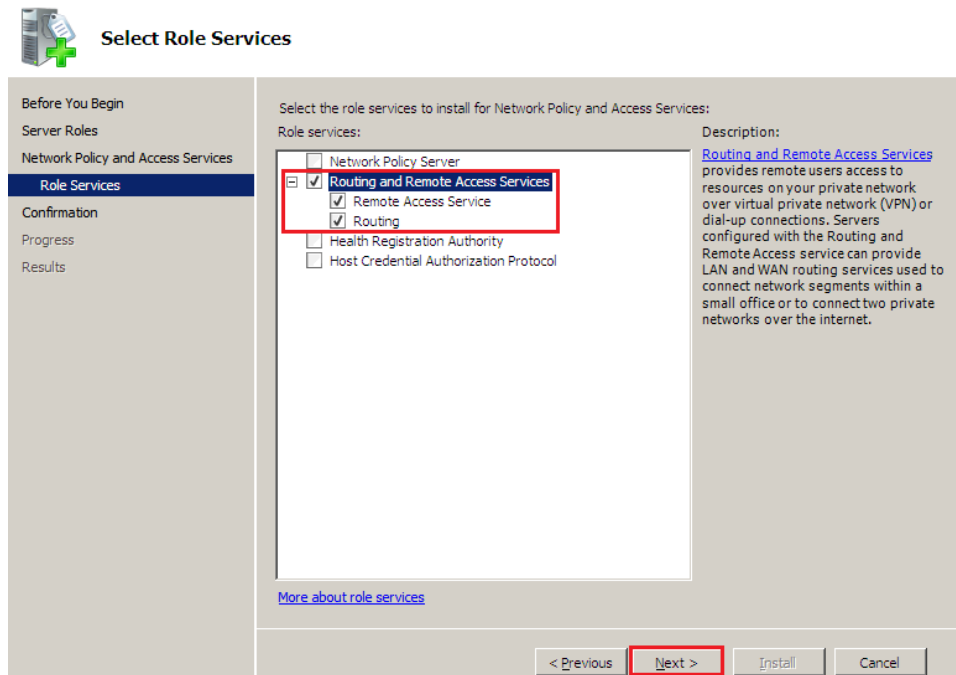 Select Role Services
Before You Begin
Server Roles
Network Policy and Access Services
Role Services
Confirmation
Progress
Results
Select the role services to install for Network Policy and Access Services:
Role services:
Network Policy Server
Routing and Remote Access Services
Remote Access Service
Routing
Health Registration Authority
Host Credential Authorization Protocol
More about role services
Description:
Routing and Remote Access Services
provides remote users access to
resources on your private network
over virtual private network (VPN) or
dial-up connections. Servers
configured with the Routing and
Remote Access service can provide
LAN and WAN routing services used to
connect network segments within a
small office or to connect two private
networks over the internet.
< Previous
Next >
Install
Cancel